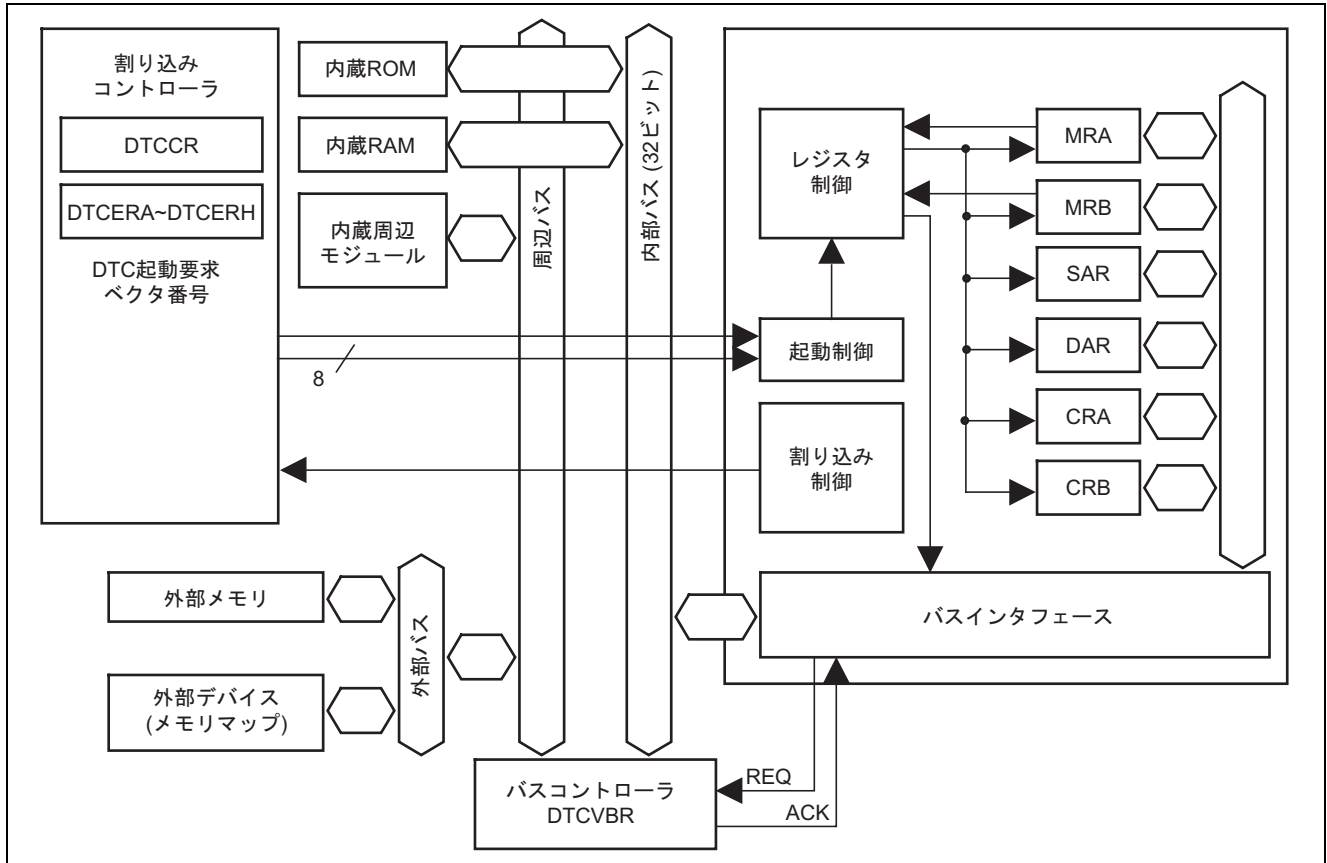 割り込み
コントローラ
DTCCR
DTCERA~DTCERH
DTC起動要求
ベクタ番号
8
内蔵ROM
内蔵RAM
内蔵周辺
モジュール
周辺バス
内部バス (32ビット)
レジスタ
制御
起動制御
割り込み
制御
MRA
MRB
SAR
DAR
CRA
CRB
外部メモリ
外部デバイス
(メモリマップ)
外部バス
バスインタフェース
バスコントローラ
DTCVBR
REQ
ACK